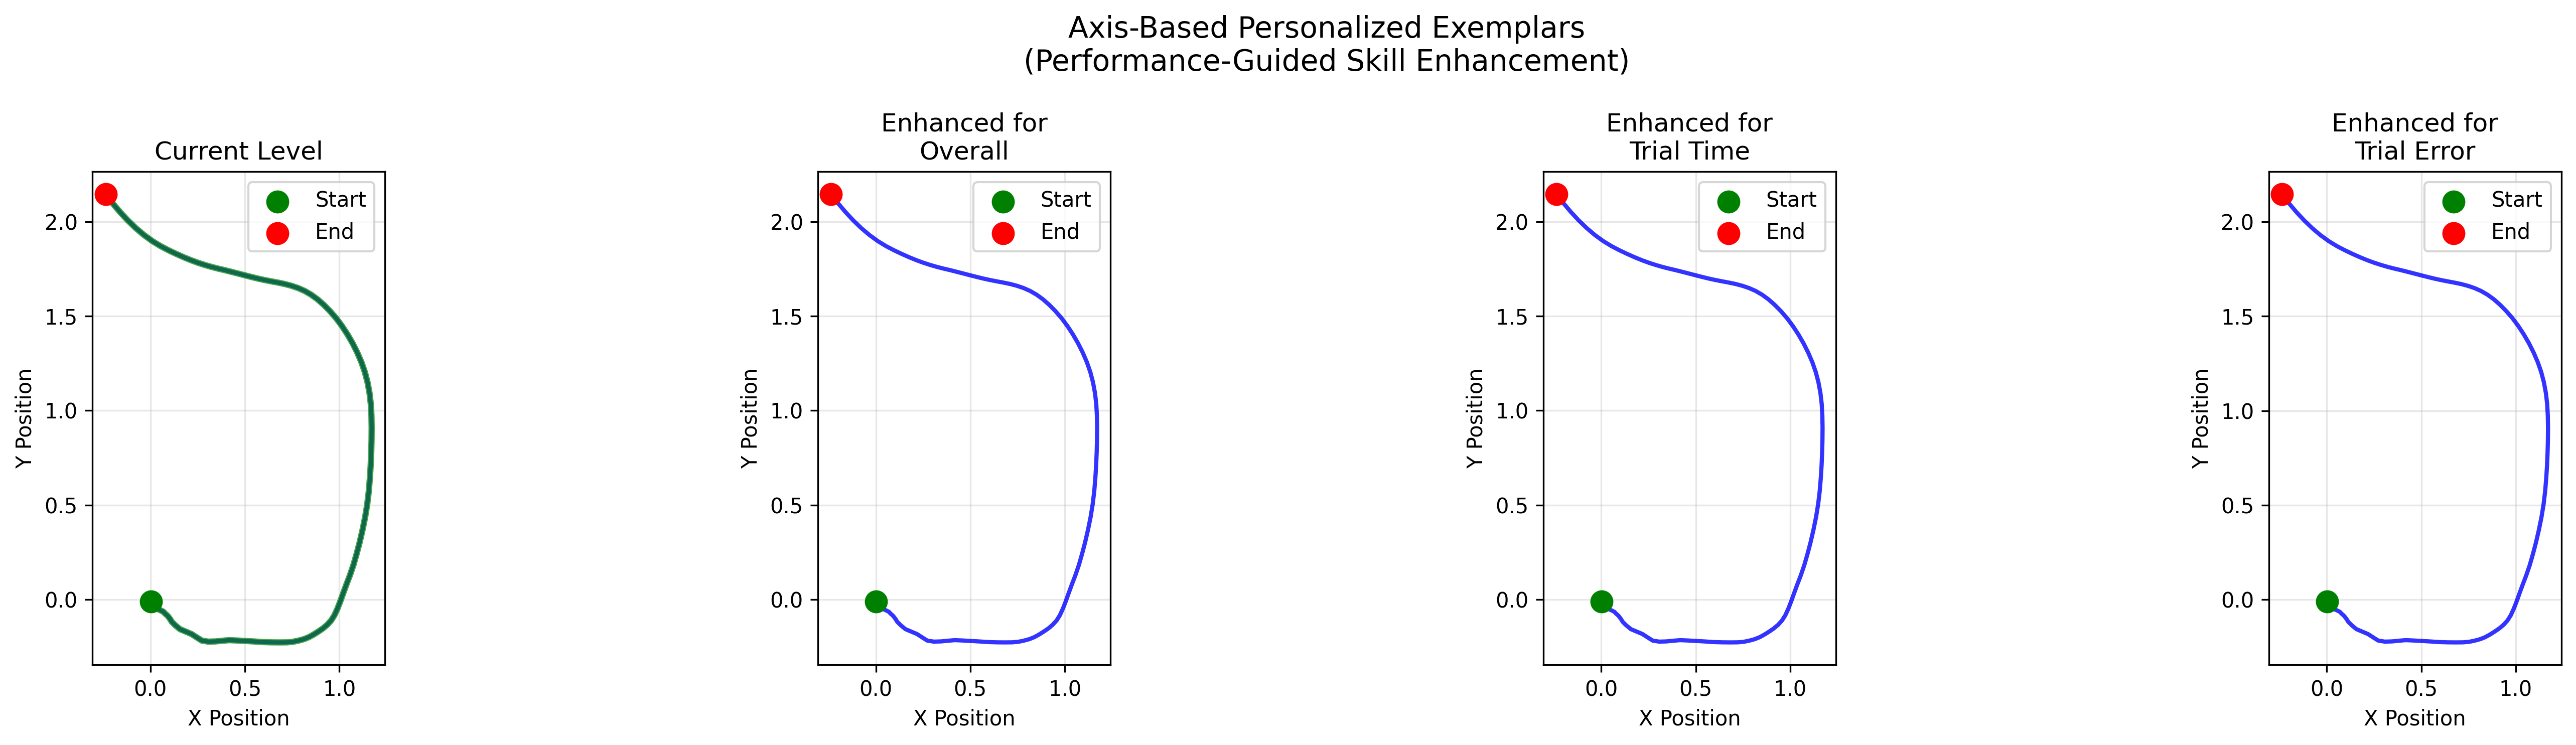 Axis-Based Personalized Exemplars
(Performance-Guided Skill Enhancement)
Current Level
Start
End
2.0
1.5
1.0
0.5
0.0
Y Position
0.0 0.5 1.0
X Position
Enhanced for
Overall
Start
End
2.0
1.5
1.0
0.5
0.0
Y Position
0.0 0.5 1.0
X Position
Enhanced for
Trial Time
Start
End
2.0
1.5
1.0
0.5
0.0
Y Position
0.0 0.5 1.0
X Position
Enhanced for
Trial Error
Start
End
2.0
1.5
1.0
0.5
0.0
Y Position
0.0 0.5 1.0
X Position